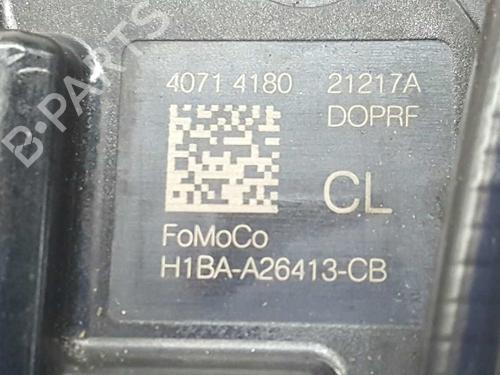 4071 4180 21217A
DOPRF
CL
FoMoCo
H1BA-A26413-CB
B-PARTS